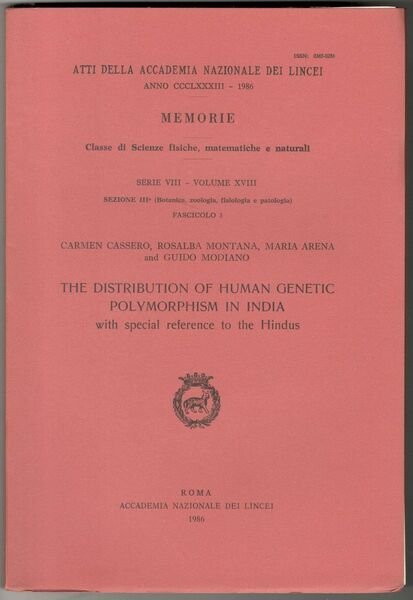 ISSN: 0365-0251
ATTI DELLA ACCADEMIA NAZIONALE DEI LINCEI
ANNO CCCLXXXIII - 1986
MEMORIE
Classe di Scienze fisiche, matematiche e naturali
SERIE VIII - VOLUME XVIII
SEZIONE IIIª (Botanica, zoologia, fisiologia e patologia)
FASCICOLO 1
CARMEN CASSERO, ROSALBA MONTANA, MARIA ARENA
and GUIDO MODIANO
THE DISTRIBUTION OF HUMAN GENETIC
POLYMORPHISM IN INDIA
with special reference to the Hindus
ROMA
ACCADEMIA NAZIONALE DEI LINCEI
1986